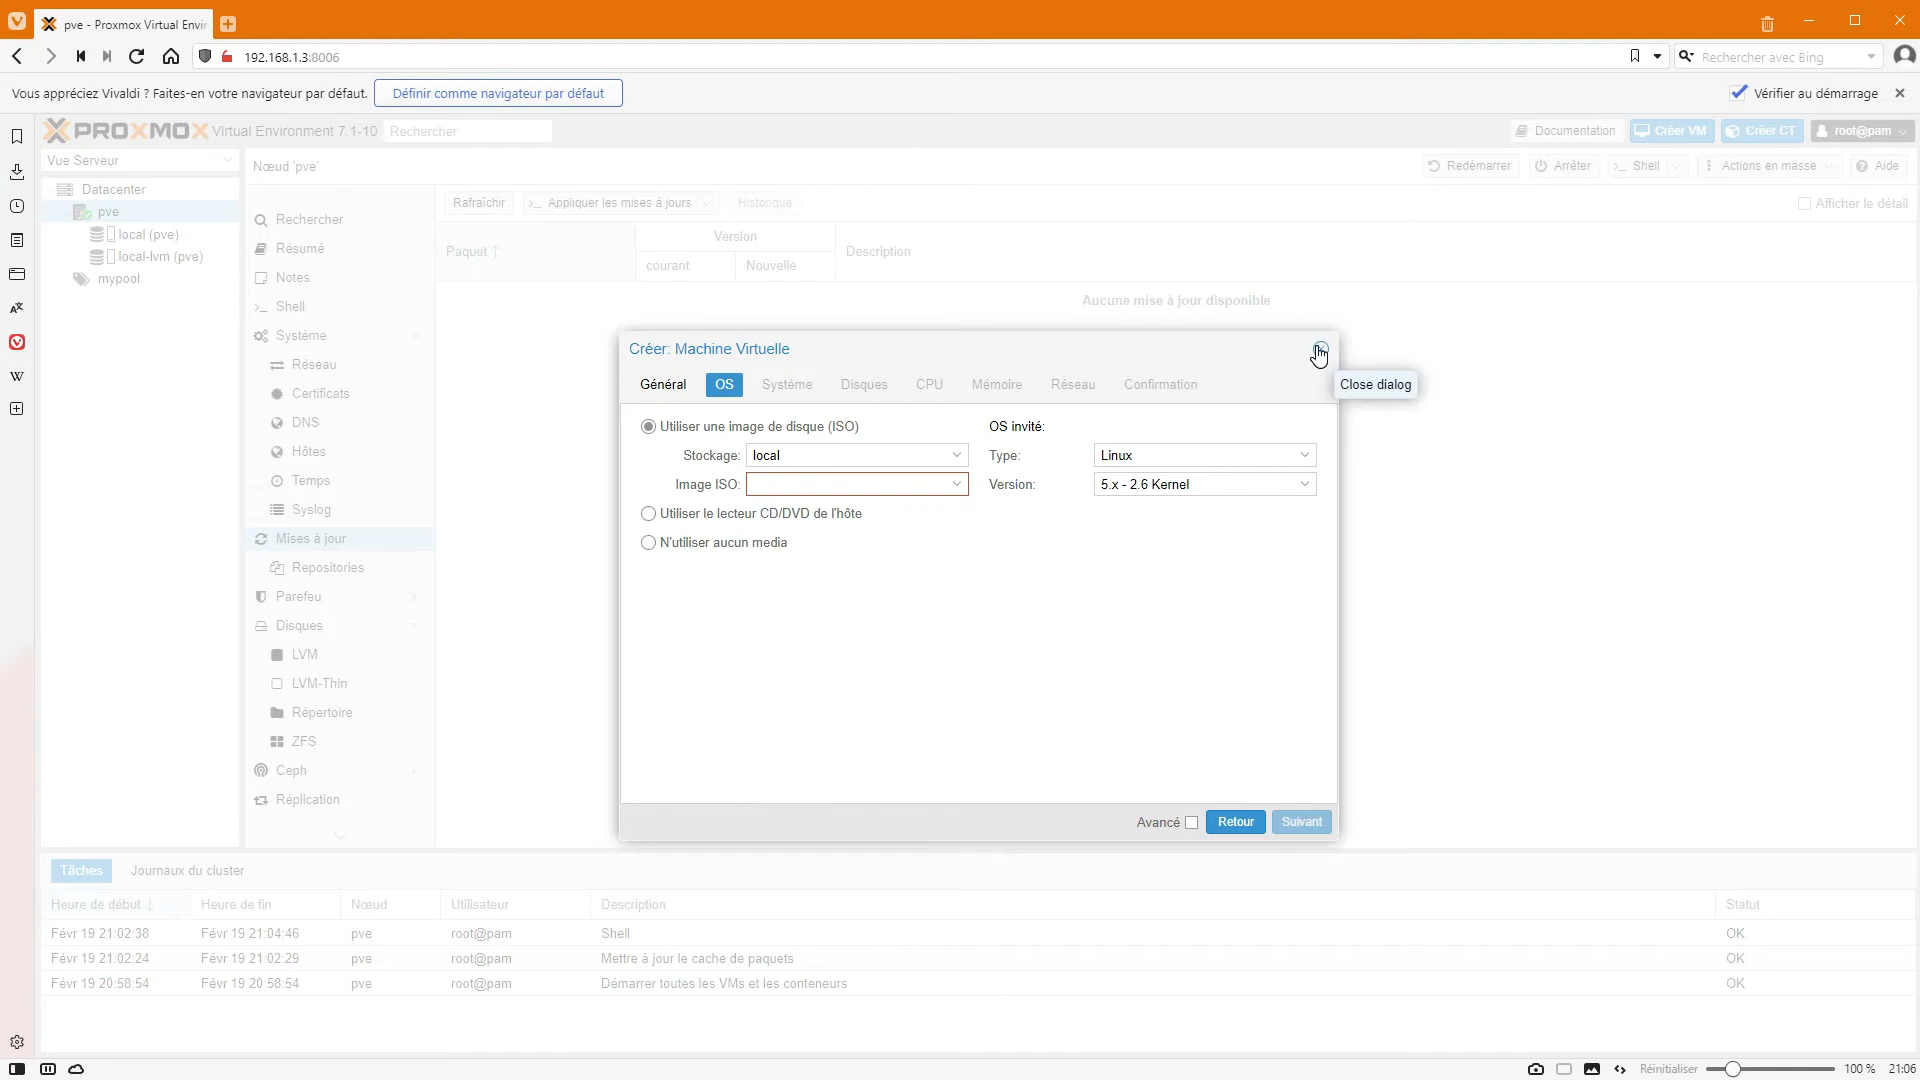 pve - Proxmox Virtual Envir
192.168.1.3:8006
Rechercher avec Bing
Vous appréciez Vivaldi ? Faites-en votre navigateur par défaut.
Définir comme navigateur par défaut
Vérifier au démarrage
PROXMOX Virtual Environment 7.1-10
Rechercher
Documentation
Créer VM
Créer CT
root@pam
Vue Serveur
Nœud 'pve'
Redémarrer
Arrêter
Shell
Actions en masse
Aide
Datacenter
pve
local (pve)
local-lvm (pve)
mypool
Rechercher
Résumé
Notes
Shell
Système
Réseau
Certificats
DNS
Hôtes
Temps
Syslog
Mises à jour
Repositories
Parefeu
Disques
LVM
LVM-Thin
Répertoire
ZFS
Ceph
Réplication
Rafraîchir
Appliquer les mises à jours
Historique
Afficher le détail
Paquet
Version
courant
Nouvelle
Description
Aucune mise à jour disponible
Créer: Machine Virtuelle
Close dialog
Général
OS
Système
Disques
CPU
Mémoire
Réseau
Confirmation
Utiliser une image de disque (ISO)
OS invité:
Stockage: local
Type: Linux
Image ISO:
Version: 5.x - 2.6 Kernel
Utiliser le lecteur CD/DVD de l'hôte
N'utiliser aucun media
Avancé
Retour
Suivant
Tâches
Journaux du cluster
Heure de début
Heure de fin
Nœud
Utilisateur
Description
Statut
Févr 19 21:02:38 Févr 19 21:04:46 pve root@pam Shell OK
Févr 19 21:02:24 Févr 19 21:02:29 pve root@pam Mettre à jour le cache de paquets OK
Févr 19 20:58:54 Févr 19 20:58:54 pve root@pam Démarrer toutes les VMs et les conteneurs OK
Réinitialiser
100 %
21:06